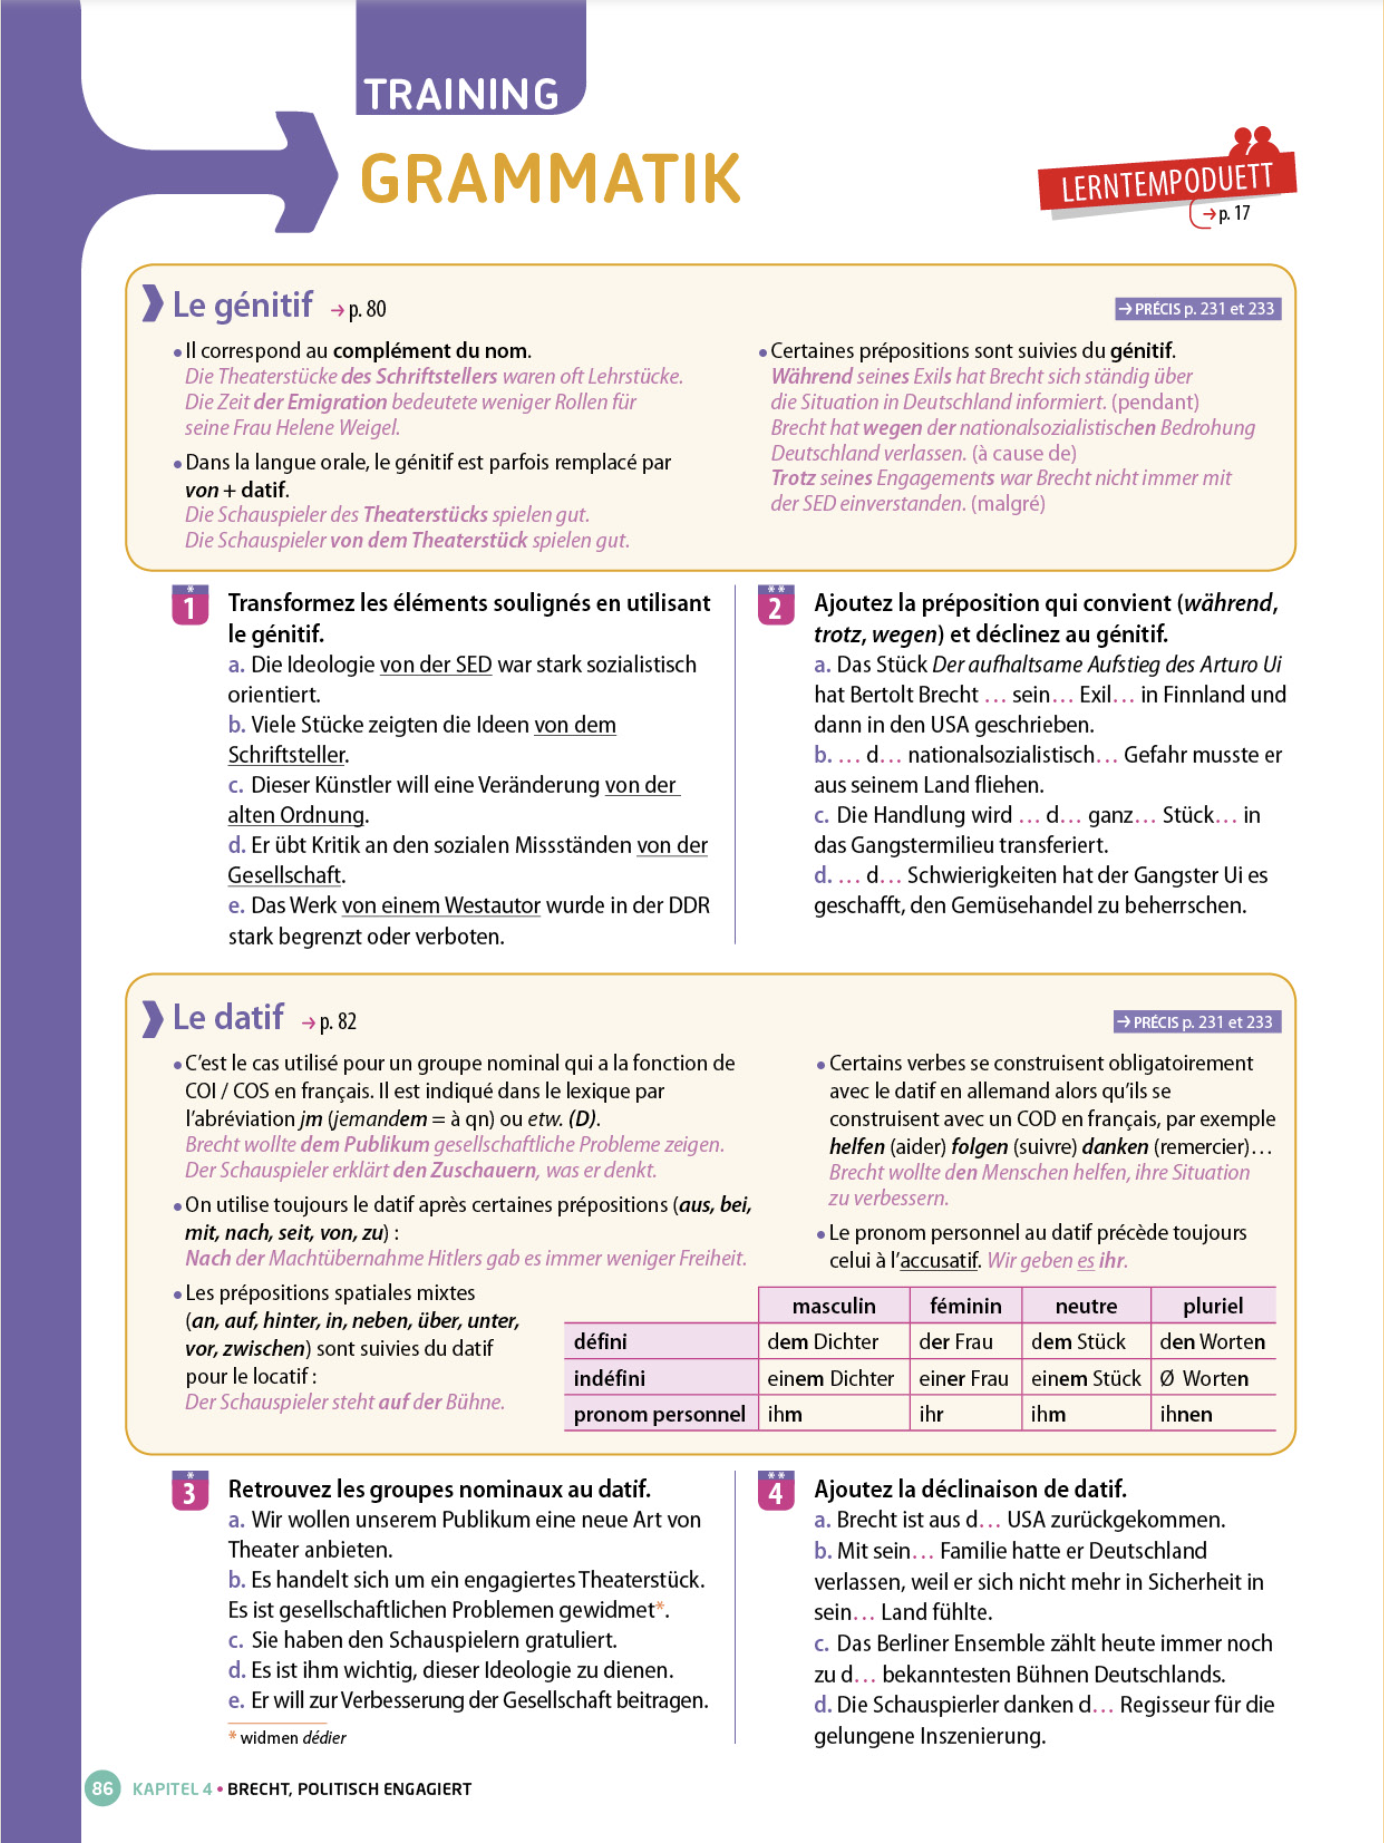 TRAINING
GRAMMATIK
LERNTEMPODUETT
→ p. 17
Le génitif → p. 80
→ PRÉCIS p. 231 et 233
• Il correspond au complément du nom.
Die Theaterstücke des Schriftstellers waren oft Lehrstücke.
Die Zeit der Emigration bedeutete weniger Rollen für
seine Frau Helene Weigel.
• Dans la langue orale, le génitif est parfois remplacé par
von + datif.
Die Schauspieler des Theaterstücks spielen gut.
Die Schauspieler von dem Theaterstück spielen gut.
• Certaines prépositions sont suivies du génitif.
Während seines Exils hat Brecht sich ständig über
die Situation in Deutschland informiert. (pendant)
Brecht hat wegen der nationalsozialistischen Bedrohung
Deutschland verlassen. (à cause de)
Trotz seines Engagements war Brecht nicht immer mit
der SED einverstanden. (malgré)
*
1 Transformez les éléments soulignés en utilisant
le génitif.
a. Die Ideologie von der SED war stark sozialistisch
orientiert.
b. Viele Stücke zeigten die Ideen von dem
Schriftsteller.
c. Dieser Künstler will eine Veränderung von der
alten Ordnung.
d. Er übt Kritik an den sozialen Missständen von der
Gesellschaft.
e. Das Werk von einem Westautor wurde in der DDR
stark begrenzt oder verboten.
**
2 Ajoutez la préposition qui convient (während,
trotz, wegen) et déclinez au génitif.
a. Das Stück Der aufhaltsame Aufstieg des Arturo Ui
hat Bertolt Brecht … sein… Exil… in Finnland und
dann in den USA geschrieben.
b. … d… nationalsozialistisch… Gefahr musste er
aus seinem Land fliehen.
c. Die Handlung wird … d… ganz… Stück… in
das Gangstermilieu transferiert.
d. … d… Schwierigkeiten hat der Gangster Ui es
geschafft, den Gemüsehandel zu beherrschen.
Le datif → p. 82
→ PRÉCIS p. 231 et 233
• C'est le cas utilisé pour un groupe nominal qui a la fonction de
COI / COS en français. Il est indiqué dans le lexique par
l'abréviation jm (jemandem = à qn) ou etw. (D).
Brecht wollte dem Publikum gesellschaftliche Probleme zeigen.
Der Schauspieler erklärt den Zuschauern, was er denkt.
• On utilise toujours le datif après certaines prépositions (aus, bei,
mit, nach, seit, von, zu) :
Nach der Machtübernahme Hitlers gab es immer weniger Freiheit.
• Les prépositions spatiales mixtes
(an, auf, hinter, in, neben, über, unter,
vor, zwischen) sont suivies du datif
pour le locatif :
Der Schauspieler steht auf der Bühne.
• Certains verbes se construisent obligatoirement
avec le datif en allemand alors qu'ils se
construisent avec un COD en français, par exemple
helfen (aider) folgen (suivre) danken (remercier)…
Brecht wollte den Menschen helfen, ihre Situation
zu verbessern.
• Le pronom personnel au datif précède toujours
celui à l'accusatif. Wir geben es ihr.
masculin féminin neutre pluriel
défini dem Dichter der Frau dem Stück den Worten
indéfini einem Dichter einer Frau einem Stück Ø Worten
pronom personnel ihm ihr ihm ihnen
*
3 Retrouvez les groupes nominaux au datif.
a. Wir wollen unserem Publikum eine neue Art von
Theater anbieten.
b. Es handelt sich um ein engagiertes Theaterstück.
Es ist gesellschaftlichen Problemen gewidmet*.
c. Sie haben den Schauspielern gratuliert.
d. Es ist ihm wichtig, dieser Ideologie zu dienen.
e. Er will zur Verbesserung der Gesellschaft beitragen.
* widmen dédier
**
4 Ajoutez la déclinaison de datif.
a. Brecht ist aus d… USA zurückgekommen.
b. Mit sein… Familie hatte er Deutschland
verlassen, weil er sich nicht mehr in Sicherheit in
sein… Land fühlte.
c. Das Berliner Ensemble zählt heute immer noch
zu d… bekanntesten Bühnen Deutschlands.
d. Die Schauspierler danken d… Regisseur für die
gelungene Inszenierung.
86 KAPITEL 4 • BRECHT, POLITISCH ENGAGIERT